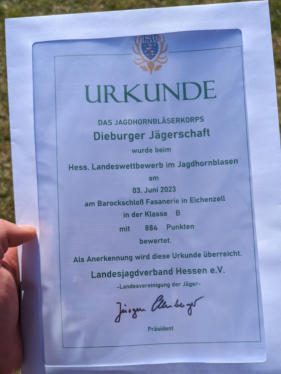 URKUNDE
DAS JAGDHORNBLÄSERKORPS
Dieburger Jägerschaft
wurde beim
Hess. Landeswettbewerb im Jagdhornblasen
am
03. Juni 2023
am Barockschloß Fasanerie in Eichenzell
in der Klasse B
mit 884 Punkten
bewertet.
Als Anerkennung wird diese Urkunde überreicht.
Landesjagdverband Hessen e.V.
-Landesvereinigung der Jäger-
Präsident